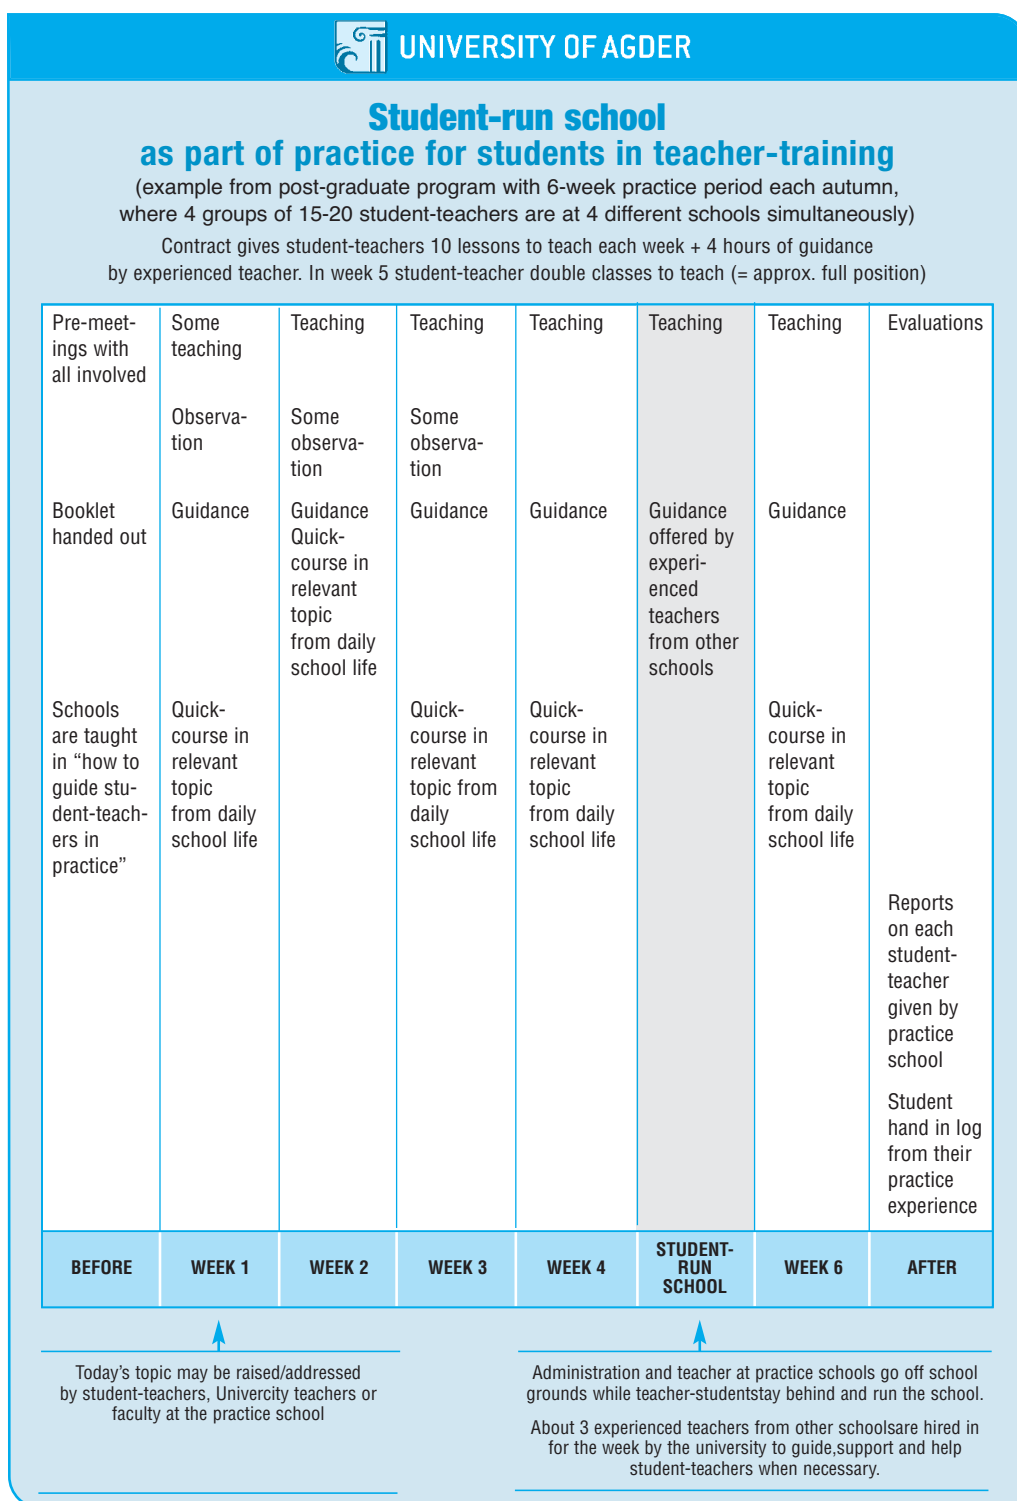 UNIVERSITY OF AGDER
Student-run school
as part of practice for students in teacher-training
(example from post-graduate program with 6-week practice period each autumn,
where 4 groups of 15-20 student-teachers are at 4 different schools simultaneously)
Contract gives student-teachers 10 lessons to teach each week + 4 hours of guidance
by experienced teacher. In week 5 student-teacher double classes to teach (= approx. full position)
Pre-meet-
ings with
all involved
Booklet
handed out
Schools
are taught
in “how to
guide stu-
dent-teach-
ers in
practice”
BEFORE
Some
teaching
Observa-
tion
Guidance
Quick-
course in
relevant
topic
from daily
school life
WEEK 1
Teaching
Some
observa-
tion
Guidance
Quick-
course in
relevant
topic
from daily
school life
WEEK 2
Teaching
Some
observa-
tion
Guidance
Quick-
course in
relevant
topic from
daily
school life
WEEK 3
Teaching
Guidance
Quick-
course in
relevant
topic
from daily
school life
WEEK 4
Teaching
Guidance
offered by
experi-
enced
teachers
from other
schools
STUDENT-
RUN
SCHOOL
Teaching
Guidance
Quick-
course in
relevant
topic
from daily
school life
WEEK 6
Evaluations
Reports
on each
student-
teacher
given by
practice
school
Student
hand in log
from their
practice
experience
AFTER
Today’s topic may be raised/addressed
by student-teachers, Univercity teachers or
faculty at the practice school
Administration and teacher at practice schools go off school
grounds while teacher-studentstay behind and run the school.
About 3 experienced teachers from other schoolsare hired in
for the week by the university to guide,support and help
student-teachers when necessary.